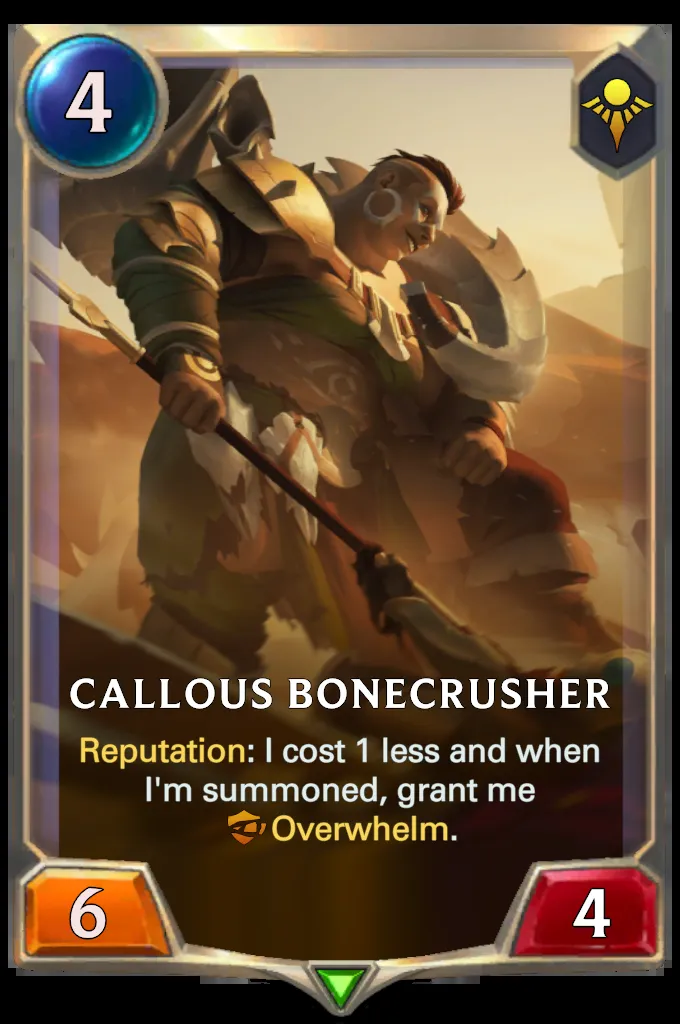 4
CALLOUS BONECRUSHER
Reputation: I cost 1 less and when
I'm summoned, grant me
Overwhelm.
6
4